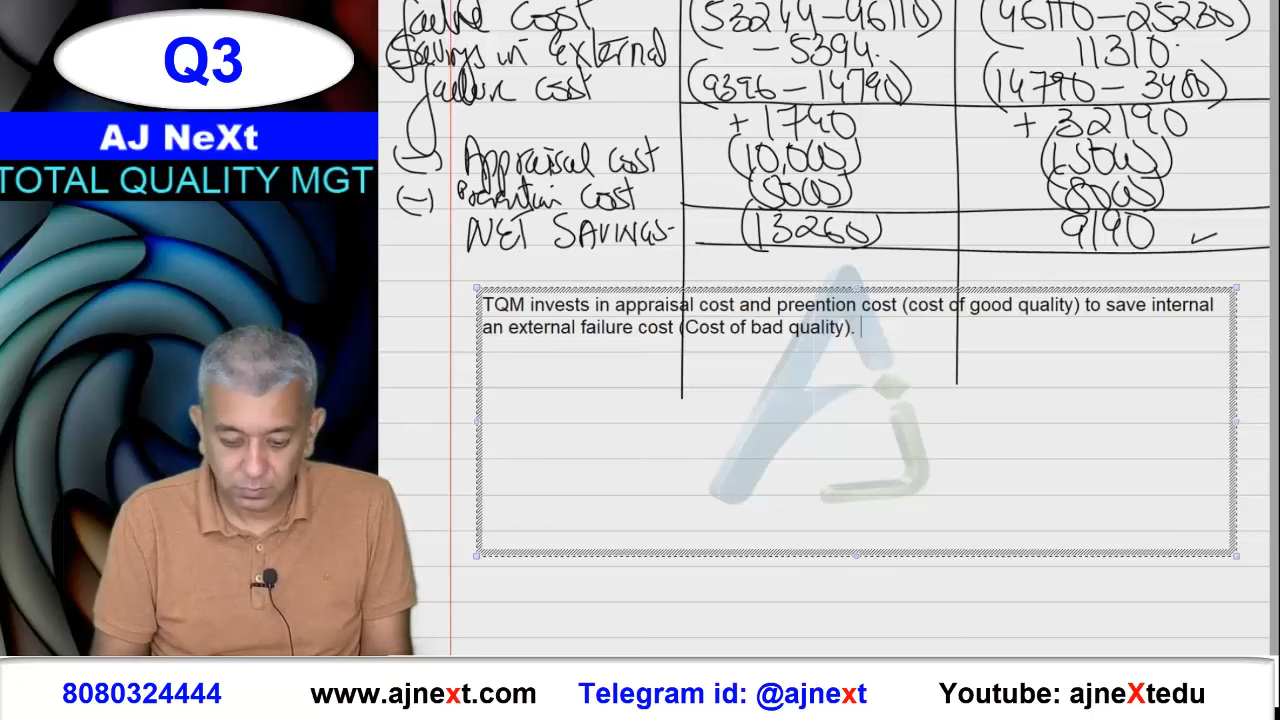 Q3
AJ NeXt
TOTAL QUALITY MGT
failure cost (53244-46110) (46110-25230)
Savings in external -5394. 11310.
failure cost (9396-14790) (14790-3480)
+1740 +32190
(-) Appraisal cost (10,000) (15000)
(-) cost (5000) (8000)
NET SAVINGS- (13260) 9190 ✓
TQM invests in appraisal cost and preention cost (cost of good quality) to save internal
an external failure cost (Cost of bad quality).
8080324444 www.ajnext.com Telegram id: @ajnext Youtube: ajneXtedu